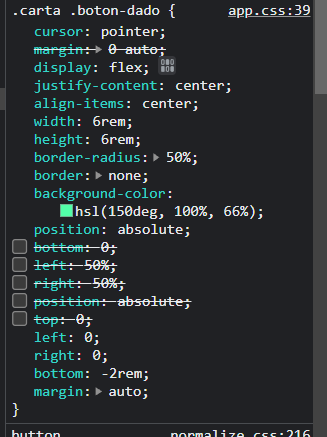 .carta .boton-dado { app.css:39
cursor: pointer;
margin: 0 auto;
display: flex;
justify-content: center;
align-items: center;
width: 6rem;
height: 6rem;
border-radius: 50%;
border: none;
background-color:
hsl(150deg, 100%, 66%);
position: absolute;
bottom: 0;
left: 50%;
right: 50%;
position: absolute;
top: 0;
left: 0;
right: 0;
bottom: -2rem;
margin: auto;
}
button normalize.css:216